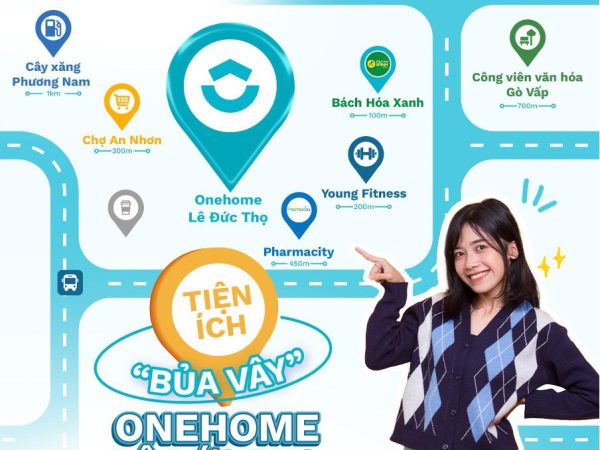 Cây xăng
Phương Nam
1km
Chợ An Nhơn
300m
Onehome
Lê Đức Thọ
Bách Hóa Xanh
100m
Công viên văn hóa
Gò Vấp
700m
Young Fitness
200m
Pharmacity
Pharmacity
450m
TIỆN
ÍCH
“BỦA VÂY”
ONEHOME